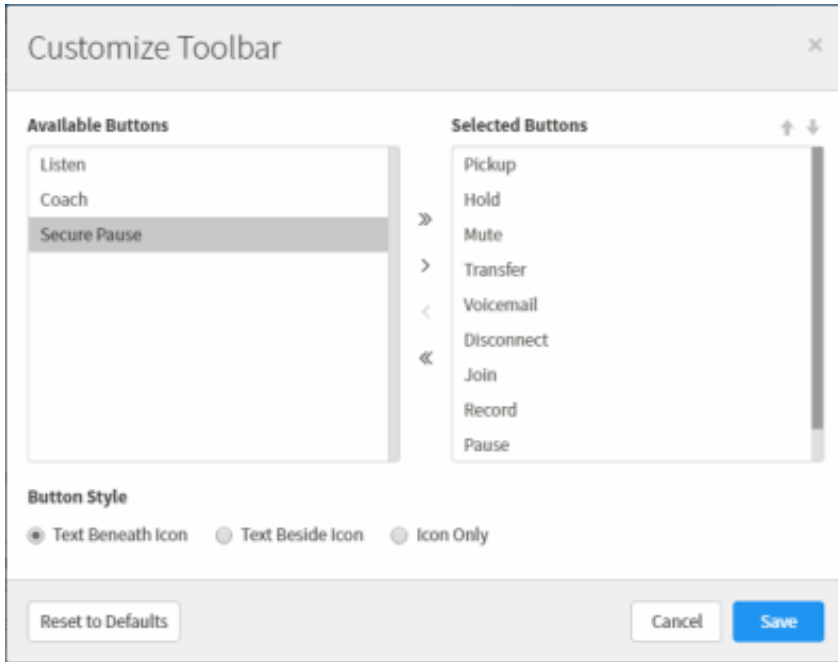 Customize Toolbar
Available Buttons
Listen
Coach
Secure Pause
Selected Buttons
Pickup
Hold
Mute
Transfer
Voicemail
Disconnect
Join
Record
Pause
Button Style
Text Beneath Icon Text Beside Icon Icon Only
Reset to Defaults Cancel Save